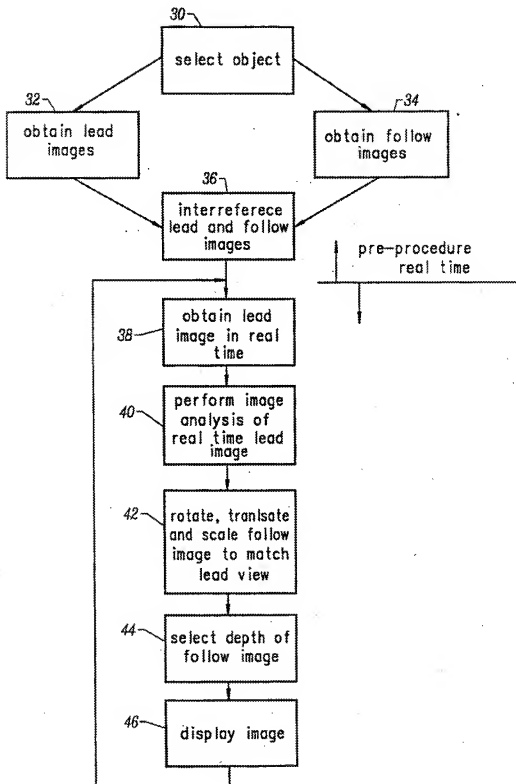 30
select object
32
obtain lead
images
34
obtain follow
images
36
interreferece
lead and follow
images
pre-procedure
real time
38
obtain lead
image in real
time
40
perform image
analysis of
real time lead
image
42
rotate, tranlsate
and scale follow
image to match
lead view
44
select depth of
follow image
46
display image